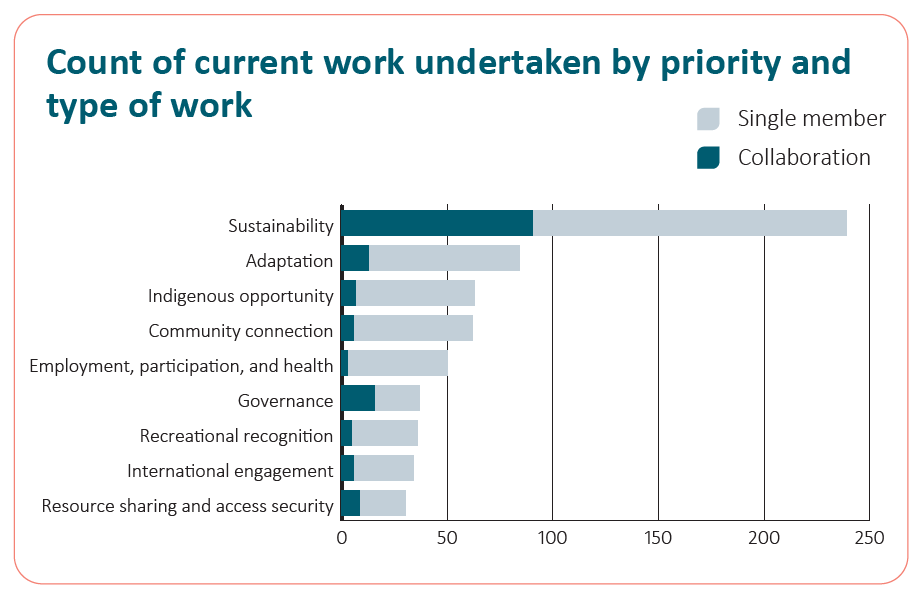 Count of current work undertaken by priority and
type of work
Single member
Collaboration
Sustainability
Adaptation
Indigenous opportunity
Community connection
Employment, participation, and health
Governance
Recreational recognition
International engagement
Resource sharing and access security
0 50 100 150 200 250